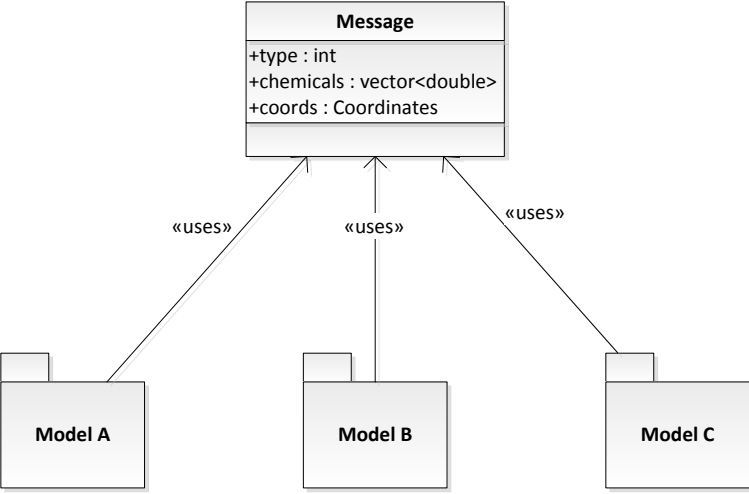 Message
+type : int
+chemicals : vector<double>
+coords : Coordinates
«uses»
«uses»
«uses»
Model A
Model B
Model C